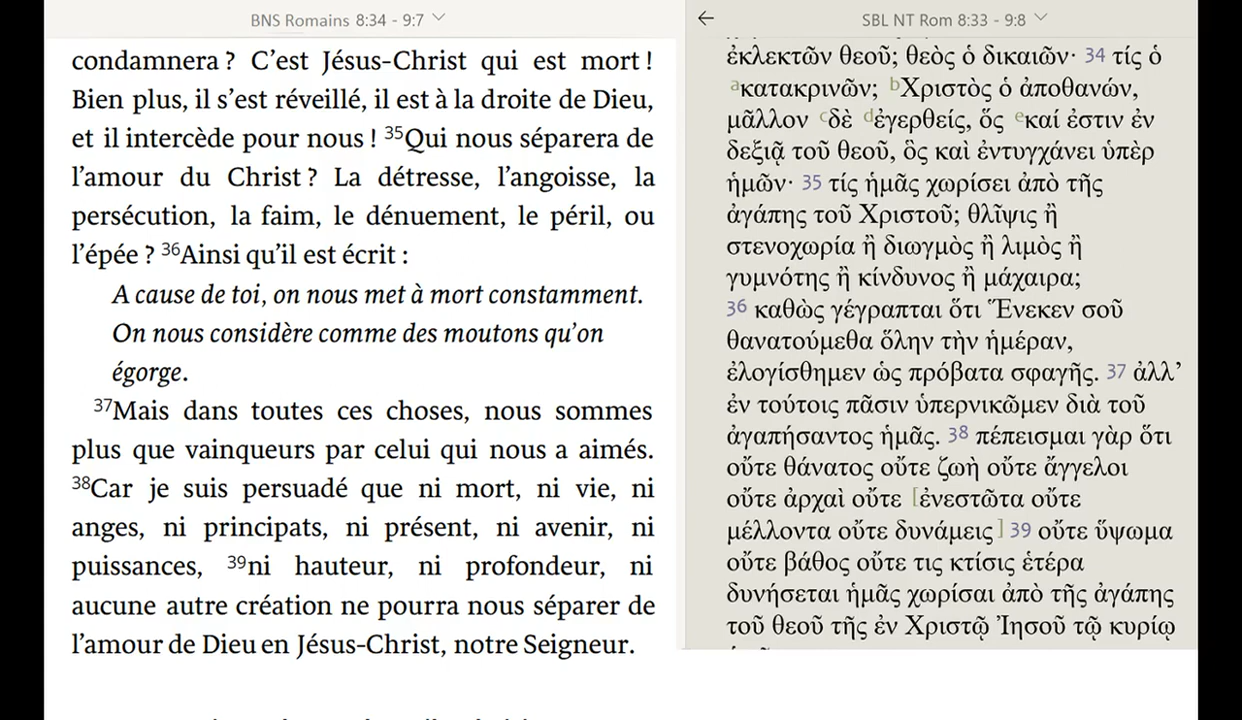 BNS Romains 8:34 - 9:7
condamnera ? C’est Jésus-Christ qui est mort !
Bien plus, il s’est réveillé, il est à la droite de Dieu,
et il intercède pour nous ! 35Qui nous séparera de
l’amour du Christ ? La détresse, l’angoisse, la
persécution, la faim, le dénuement, le péril, ou
l’épée ? 36Ainsi qu’il est écrit :
A cause de toi, on nous met à mort constamment.
On nous considère comme des moutons qu’on
égorge.
37Mais dans toutes ces choses, nous sommes
plus que vainqueurs par celui qui nous a aimés.
38Car je suis persuadé que ni mort, ni vie, ni
anges, ni principats, ni présent, ni avenir, ni
puissances, 39ni hauteur, ni profondeur, ni
aucune autre création ne pourra nous séparer de
l’amour de Dieu en Jésus-Christ, notre Seigneur.
SBL NT Rom 8:33 - 9:8
ἐκλεκτῶν θεοῦ; θεὸς ὁ δικαιῶν· 34 τίς ὁ
aκατακρινῶν; bΧριστὸς ὁ ἀποθανών,
μᾶλλον cδὲ dἐγερθείς, ὅς eκαί ἐστιν ἐν
δεξιᾷ τοῦ θεοῦ, ὃς καὶ ἐντυγχάνει ὑπὲρ
ἡμῶν· 35 τίς ἡμᾶς χωρίσει ἀπὸ τῆς
ἀγάπης τοῦ Χριστοῦ; θλῖψις ἢ
στενοχωρία ἢ διωγμὸς ἢ λιμὸς ἢ
γυμνότης ἢ κίνδυνος ἢ μάχαιρα;
36 καθὼς γέγραπται ὅτι Ἕνεκεν σοῦ
θανατούμεθα ὅλην τὴν ἡμέραν,
ἐλογίσθημεν ὡς πρόβατα σφαγῆς. 37 ἀλλ’
ἐν τούτοις πᾶσιν ὑπερνικῶμεν διὰ τοῦ
ἀγαπήσαντος ἡμᾶς. 38 πέπεισμαι γὰρ ὅτι
οὔτε θάνατος οὔτε ζωὴ οὔτε ἄγγελοι
οὔτε ἀρχαὶ οὔτε [ἐνεστῶτα οὔτε
μέλλοντα οὔτε δυνάμεις] 39 οὔτε ὕψωμα
οὔτε βάθος οὔτε τις κτίσις ἑτέρα
δυνήσεται ἡμᾶς χωρίσαι ἀπὸ τῆς ἀγάπης
τοῦ θεοῦ τῆς ἐν Χριστῷ Ἰησοῦ τῷ κυρίῳ